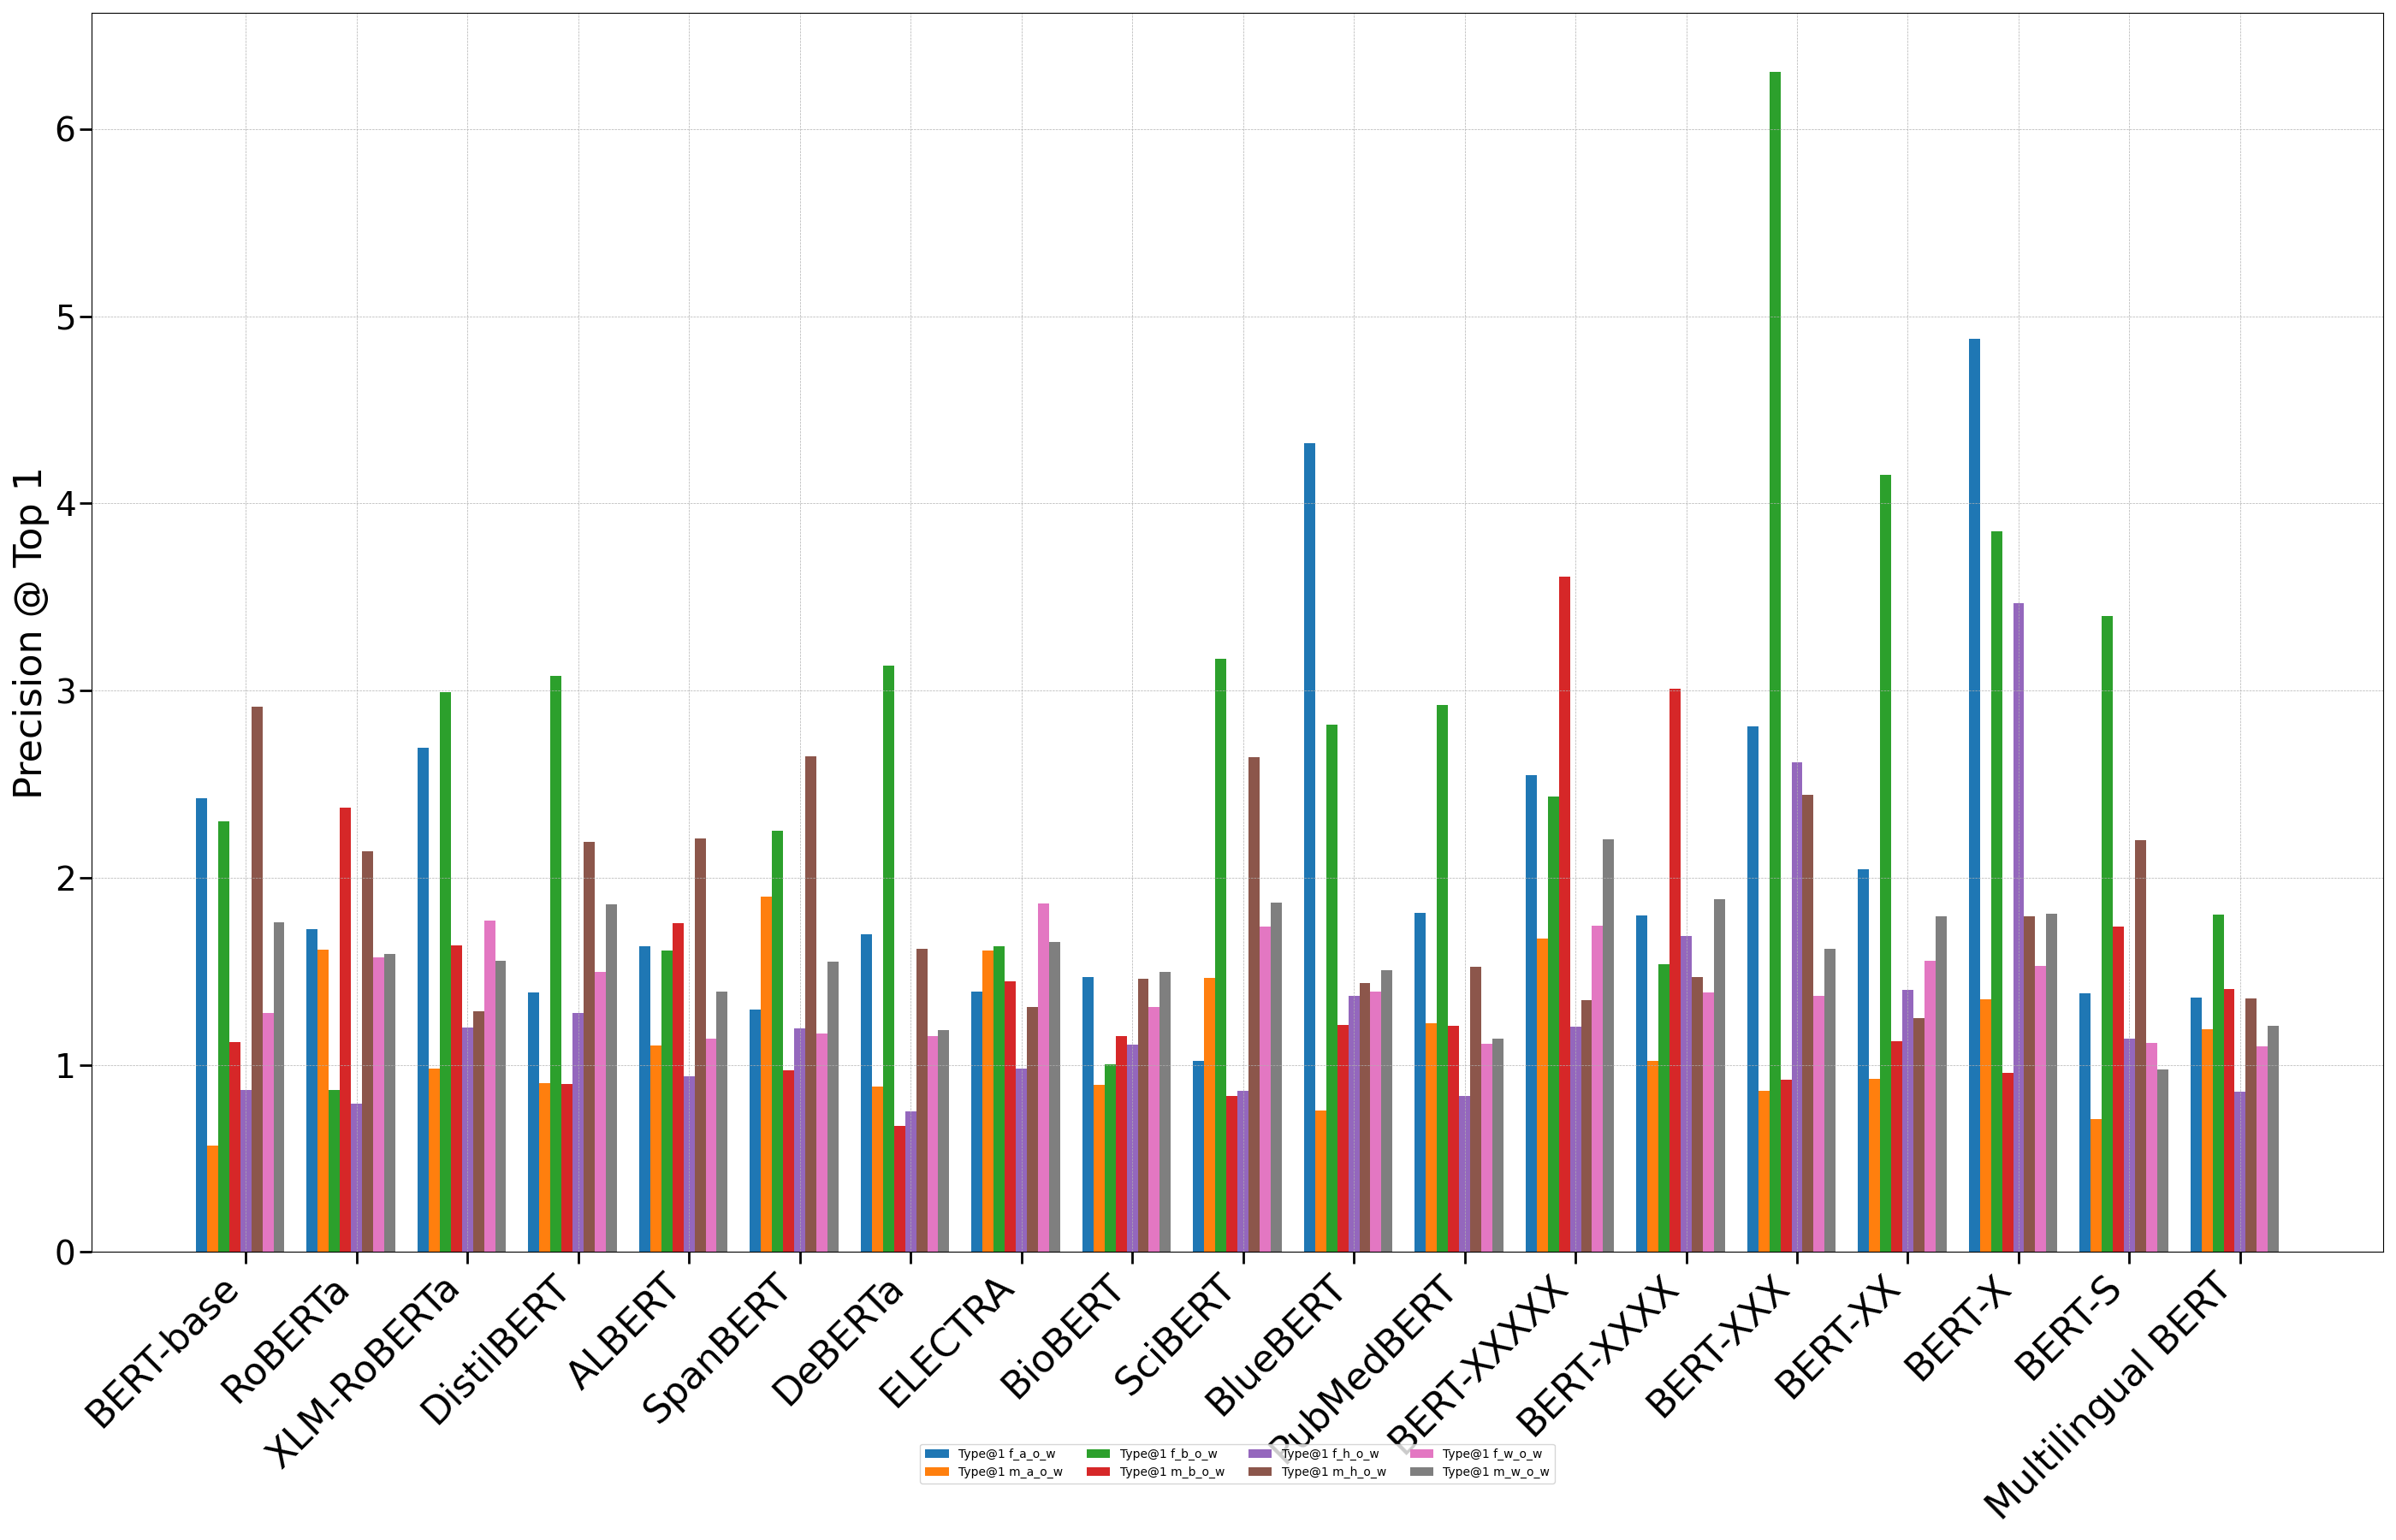 Precision @ Top 1
6
5
4
3
2
1
0
BERT-base
RoBERTa
XLM-RoBERTa
DistilBERT
ALBERT
SpanBERT
DeBERTa
ELECTRA
BioBERT
SciBERT
BlueBERT
PubMedBERT
BERT-XXXXX
BERT-XXXX
BERT-XXX
BERT-XX
BERT-X
BERT-S
Multilingual BERT
Type@1 f_a_o_w Type@1 f_b_o_w Type@1 f_h_o_w Type@1 f_w_o_w
Type@1 m_a_o_w Type@1 m_b_o_w Type@1 m_h_o_w Type@1 m_w_o_w